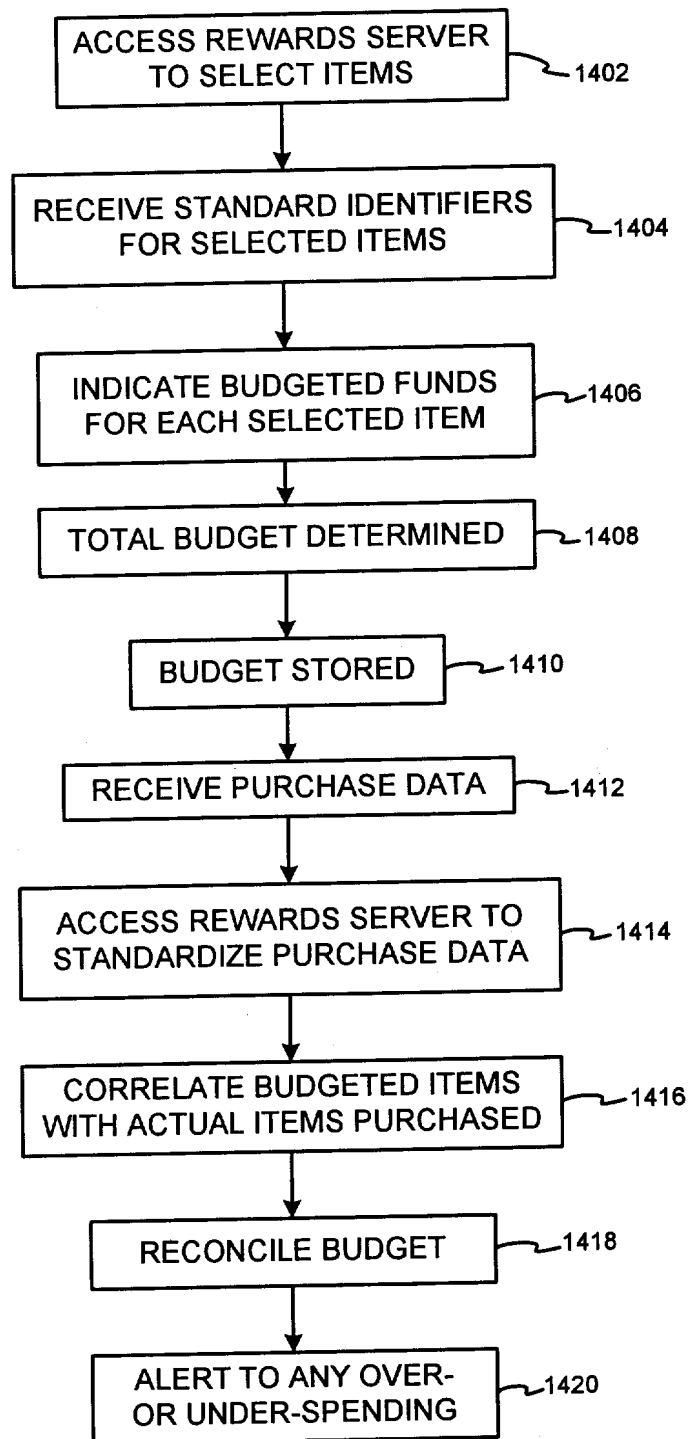 ACCESS REWARDS SERVER
TO SELECT ITEMS
1402
RECEIVE STANDARD IDENTIFIERS
FOR SELECTED ITEMS
1404
INDICATE BUDGETED FUNDS
FOR EACH SELECTED ITEM
1406
TOTAL BUDGET DETERMINED
1408
BUDGET STORED
1410
RECEIVE PURCHASE DATA
1412
ACCESS REWARDS SERVER TO
STANDARDIZE PURCHASE DATA
1414
CORRELATE BUDGETED ITEMS
WITH ACTUAL ITEMS PURCHASED
1416
RECONCILE BUDGET
1418
ALERT TO ANY OVER-
OR UNDER-SPENDING
1420